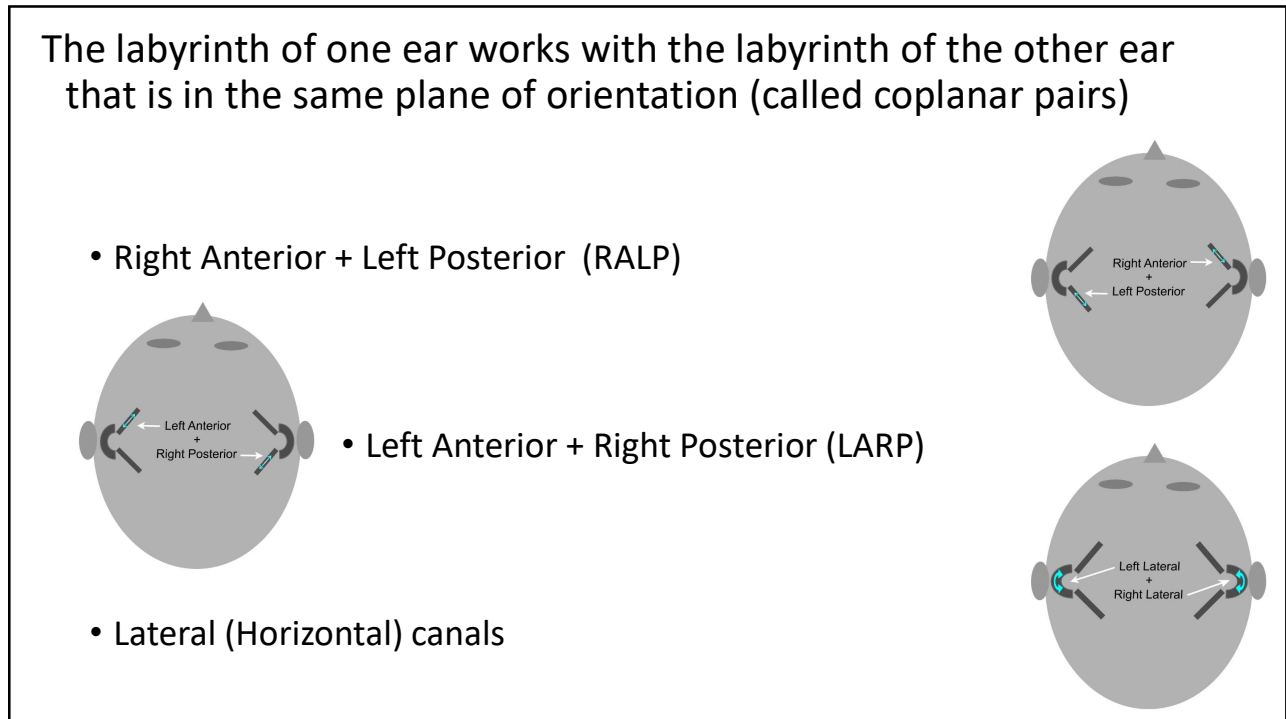 The labyrinth of one ear works with the labyrinth of the other ear
that is in the same plane of orientation (called coplanar pairs)
• Right Anterior + Left Posterior (RALP)
Right Anterior
+
Left Posterior
Left Anterior
+
Right Posterior
• Left Anterior + Right Posterior (LARP)
Left Lateral
+
Right Lateral
• Lateral (Horizontal) canals